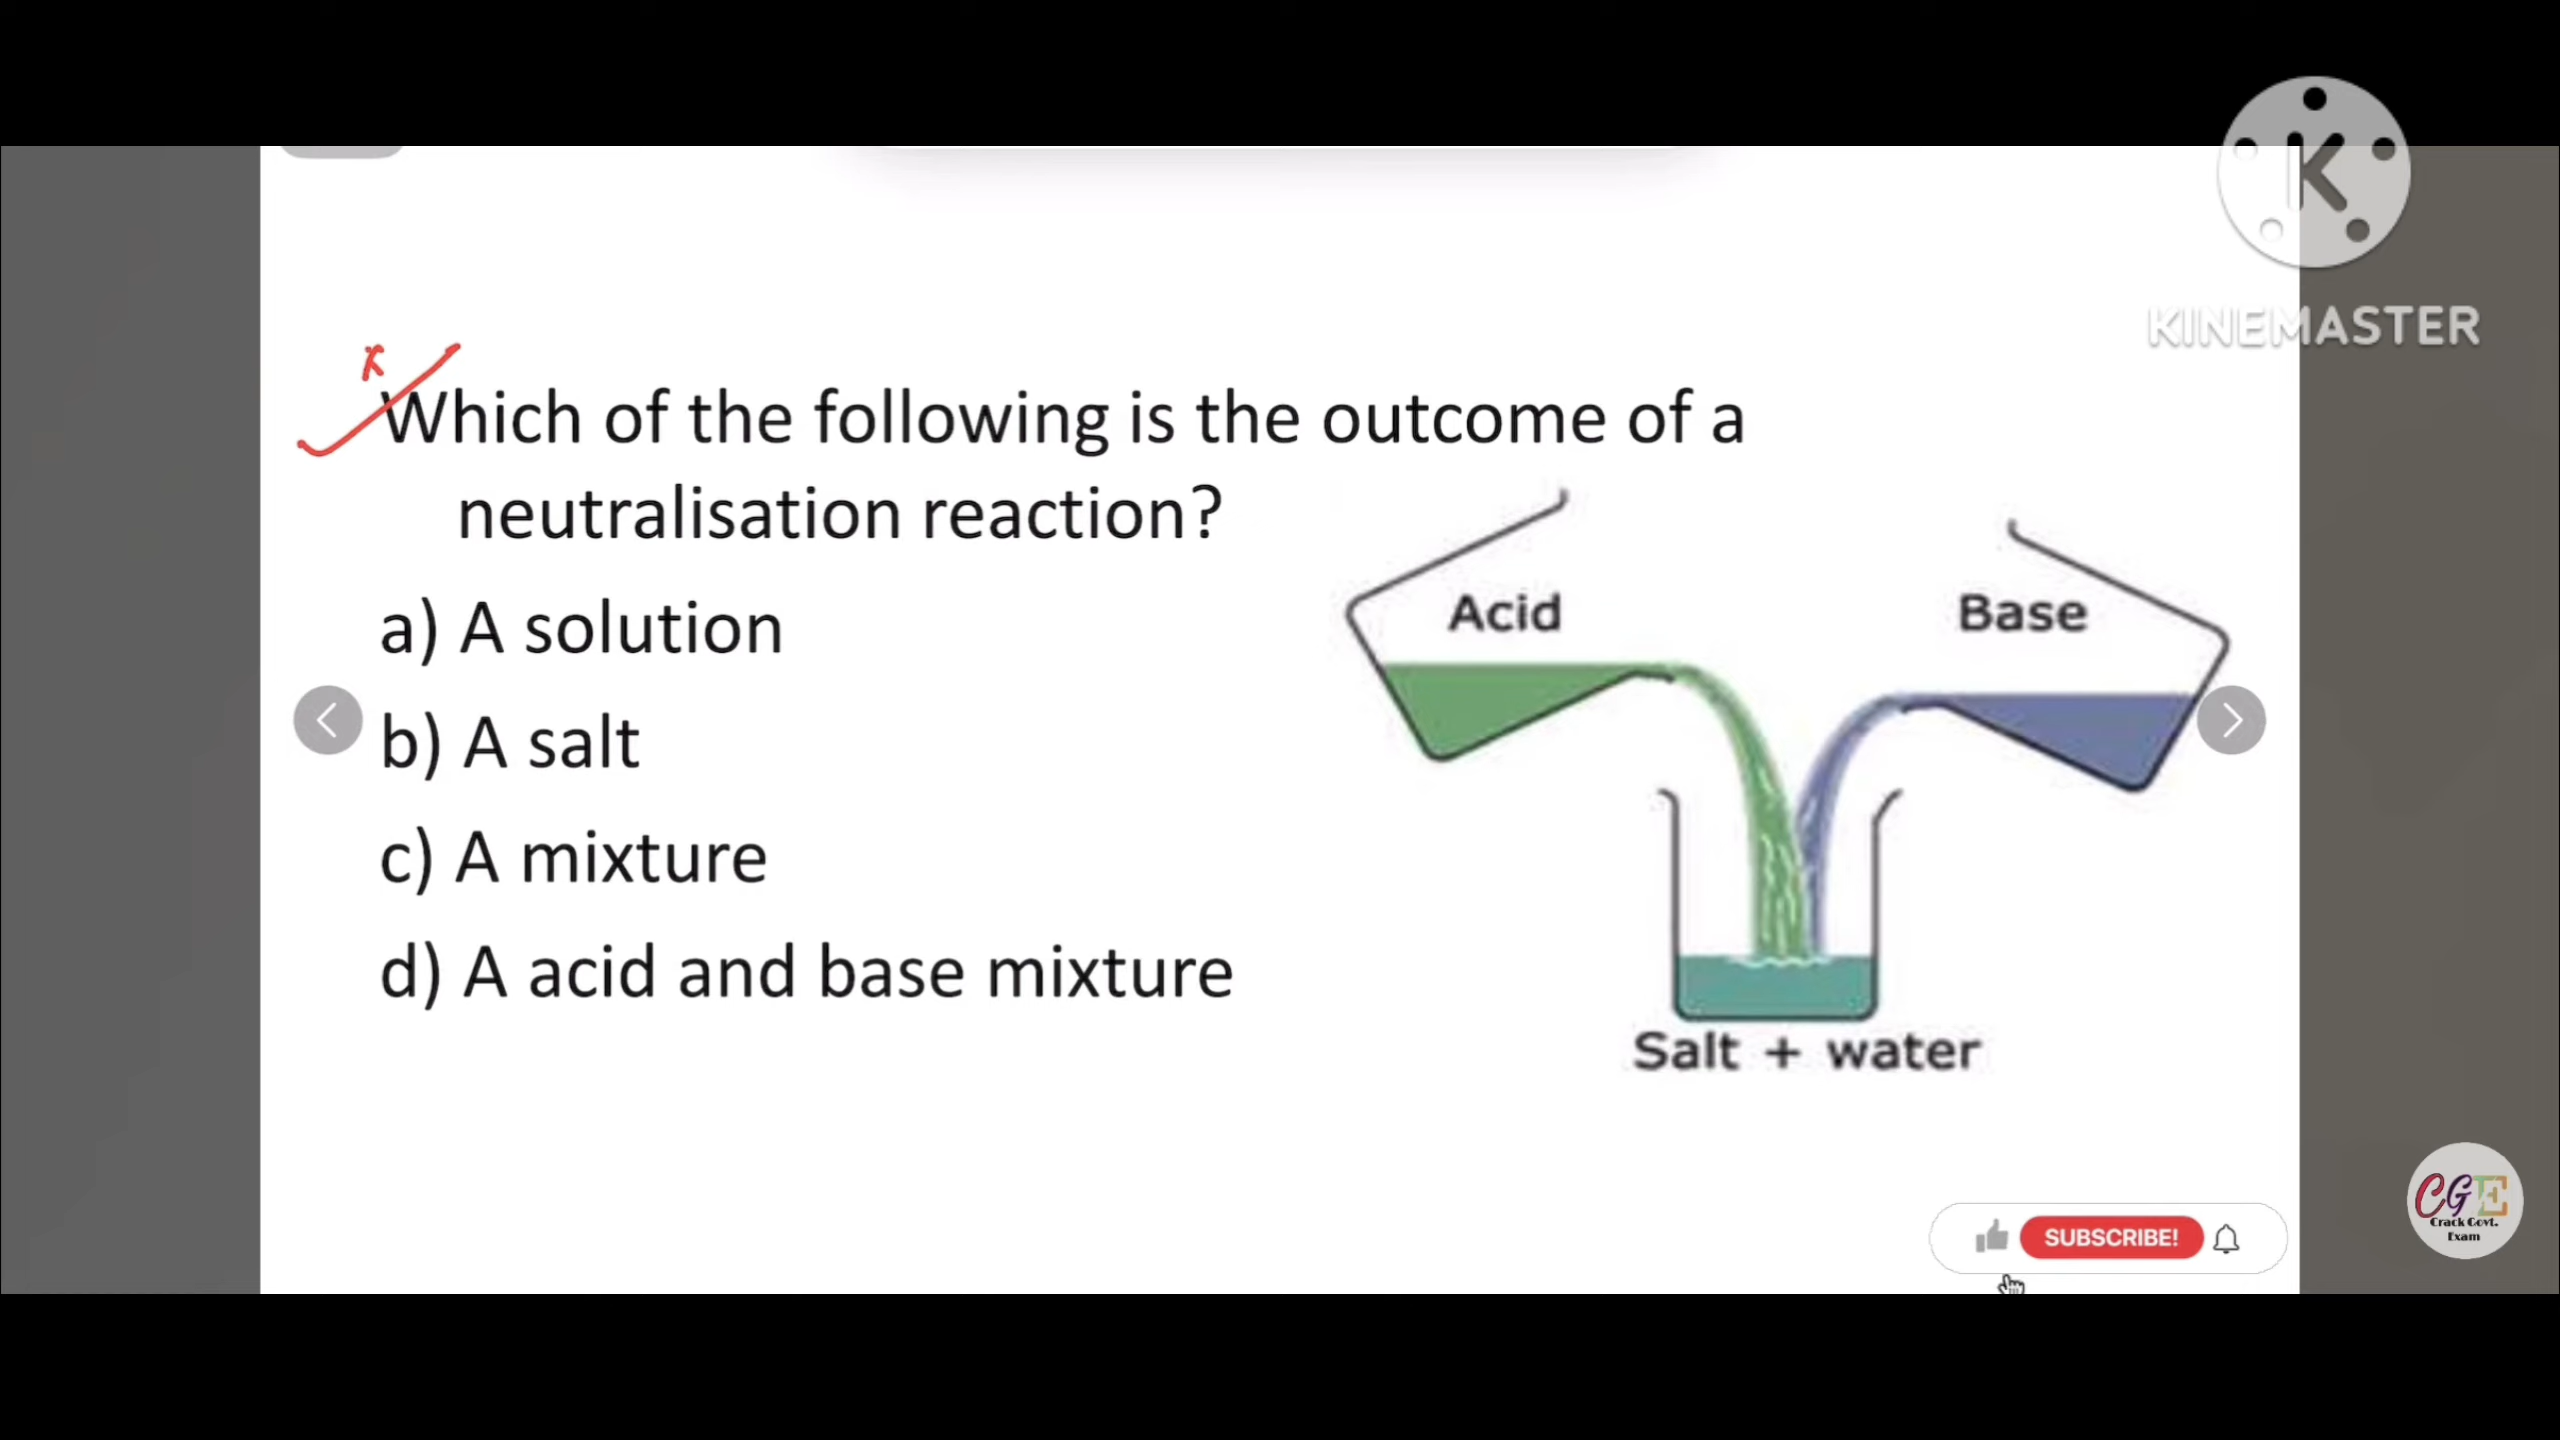 K
KINEMASTER
Which of the following is the outcome of a
neutralisation reaction?
a) A solution
b) A salt
c) A mixture
d) A acid and base mixture
Acid
Base
Salt + water
SUBSCRIBE!
CGE
Crack Govt.
Exam